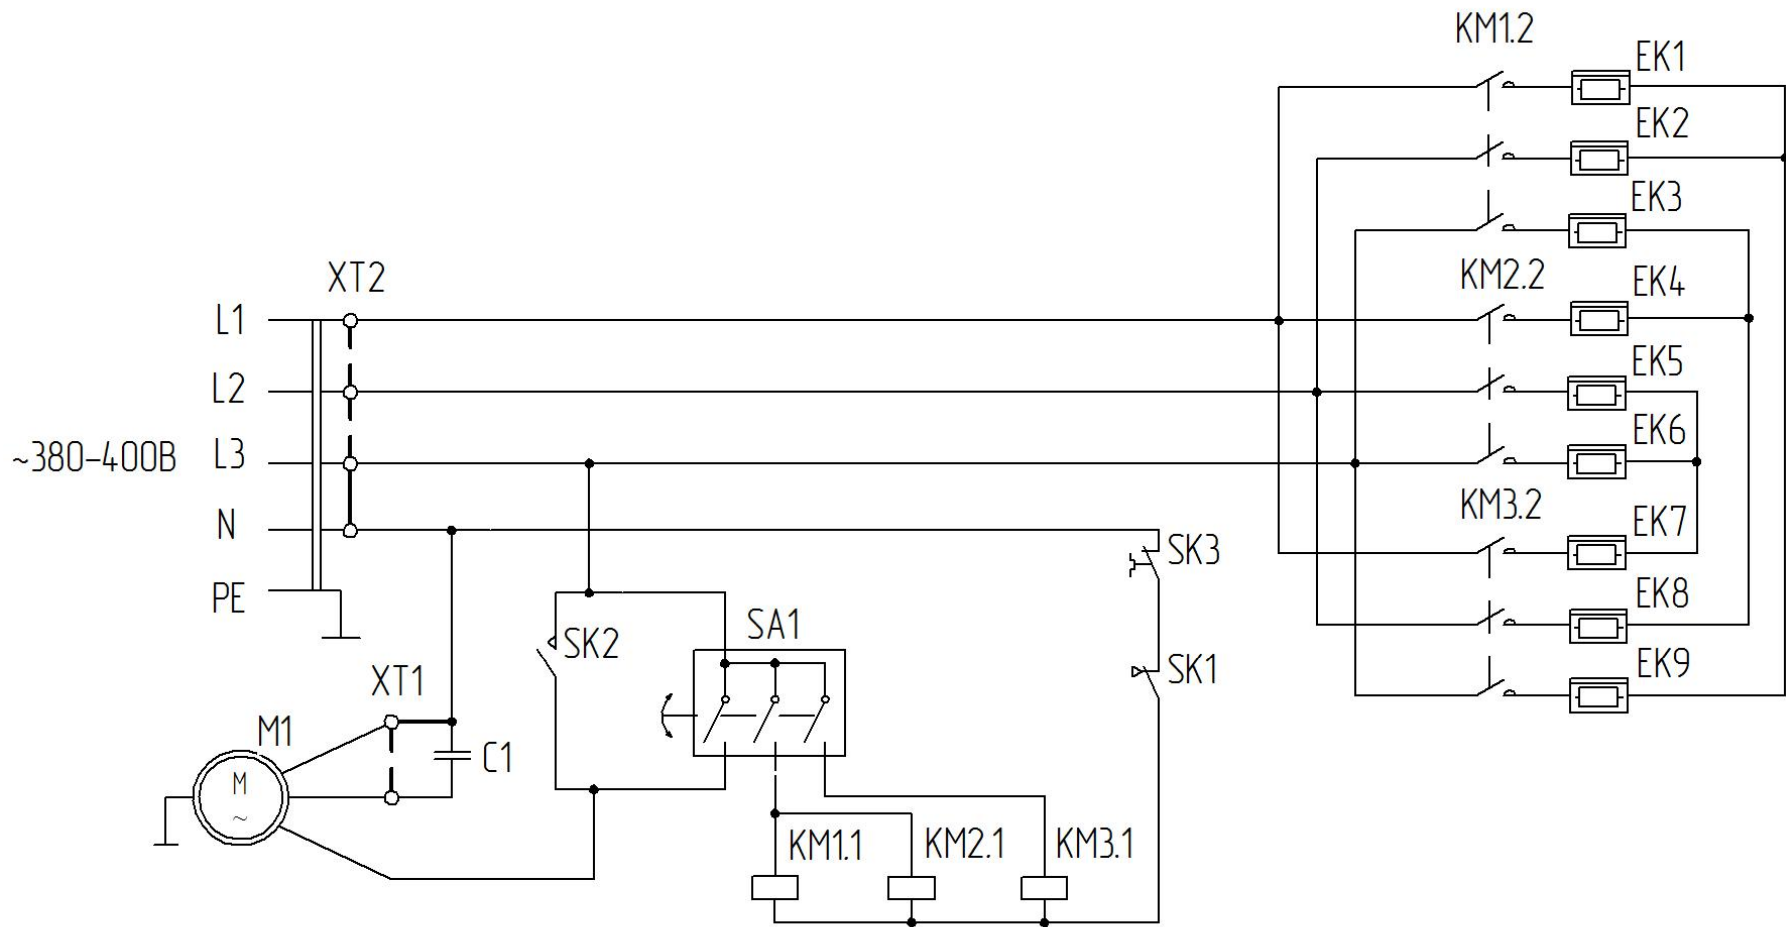 KM1.2
EK1
EK2
EK3
XT2
KM2.2
EK4
L1
L2
EK5
~380-400В
L3
EK6
KM3.2
N
EK7
SK3
PE
EK8
SA1
SK2
SK1
EK9
XT1
M1
C1
M
~
KM1.1
KM2.1
KM3.1